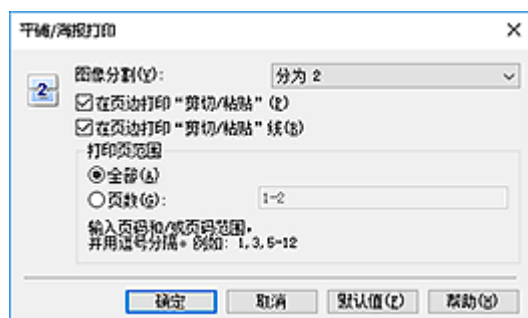 平铺/海报打印
图像分割(V): 分为 2
2
在页边打印“剪切/粘贴”(P)
在页边打印“剪切/粘贴”线(B)
打印页范围
全部(A)
页数(G): 1-2
输入页码和/或页码范围,
并用逗号分隔。例如: 1,3,5-12
确定 取消 默认值(F) 帮助(H)